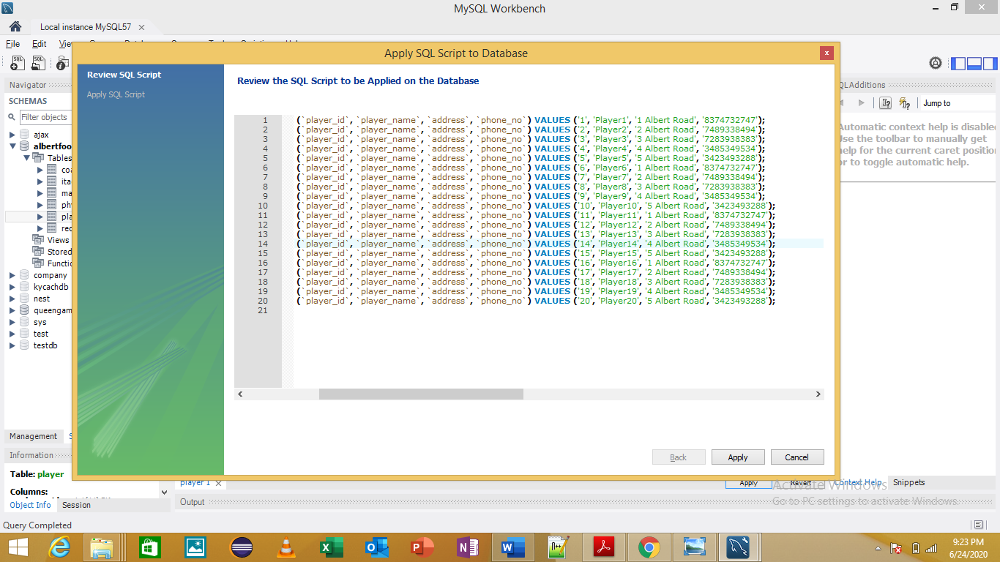 MySQL Workbench
Local instance MySQL57
File Edit
Apply SQL Script to Database
Review SQL Script
Apply SQL Script
Review the SQL Script to be Applied on the Database
1 (`player_id`, `player_name`, `address`, `phone_no`) VALUES ('1', 'Player1', '1 Albert Road', '8374732747');
2 (`player_id`, `player_name`, `address`, `phone_no`) VALUES ('2', 'Player2', '2 Albert Road', '7489338494');
3 (`player_id`, `player_name`, `address`, `phone_no`) VALUES ('3', 'Player3', '3 Albert Road', '7283938383');
4 (`player_id`, `player_name`, `address`, `phone_no`) VALUES ('4', 'Player4', '4 Albert Road', '3485349534');
5 (`player_id`, `player_name`, `address`, `phone_no`) VALUES ('5', 'Player5', '5 Albert Road', '3423493288');
6 (`player_id`, `player_name`, `address`, `phone_no`) VALUES ('6', 'Player6', '1 Albert Road', '8374732747');
7 (`player_id`, `player_name`, `address`, `phone_no`) VALUES ('7', 'Player7', '2 Albert Road', '7489338494');
8 (`player_id`, `player_name`, `address`, `phone_no`) VALUES ('8', 'Player8', '3 Albert Road', '7283938383');
9 (`player_id`, `player_name`, `address`, `phone_no`) VALUES ('9', 'Player9', '4 Albert Road', '3485349534');
10 (`player_id`, `player_name`, `address`, `phone_no`) VALUES ('10', 'Player10', '5 Albert Road', '3423493288');
11 (`player_id`, `player_name`, `address`, `phone_no`) VALUES ('11', 'Player11', '1 Albert Road', '8374732747');
12 (`player_id`, `player_name`, `address`, `phone_no`) VALUES ('12', 'Player12', '2 Albert Road', '7489338494');
13 (`player_id`, `player_name`, `address`, `phone_no`) VALUES ('13', 'Player13', '3 Albert Road', '7283938383');
14 (`player_id`, `player_name`, `address`, `phone_no`) VALUES ('14', 'Player14', '4 Albert Road', '3485349534');
15 (`player_id`, `player_name`, `address`, `phone_no`) VALUES ('15', 'Player15', '5 Albert Road', '3423493288');
16 (`player_id`, `player_name`, `address`, `phone_no`) VALUES ('16', 'Player16', '1 Albert Road', '8374732747');
17 (`player_id`, `player_name`, `address`, `phone_no`) VALUES ('17', 'Player17', '2 Albert Road', '7489338494');
18 (`player_id`, `player_name`, `address`, `phone_no`) VALUES ('18', 'Player18', '3 Albert Road', '7283938383');
19 (`player_id`, `player_name`, `address`, `phone_no`) VALUES ('19', 'Player19', '4 Albert Road', '3485349534');
20 (`player_id`, `player_name`, `address`, `phone_no`) VALUES ('20', 'Player20', '5 Albert Road', '3423493288');
21
Back Apply Cancel
Navigator
SCHEMAS
Filter objects
ajax
albertfoo
Tables
coa
ita
ma
ph
pla
rec
Views
Stored
Functio
company
kycachdb
nest
queengam
sys
test
testdb
Management
Information
Table: player
Columns:
Object Info Session
QLAdditions
Jump to
Automatic context help is disable
Use the toolbar to manually get
help for the current caret position
or to toggle automatic help.
player 1
Apply Revert
Context Help Snippets
Output
Activate Windows
Go to PC settings to activate Windows.
Query Completed
9:23 PM
6/24/2020